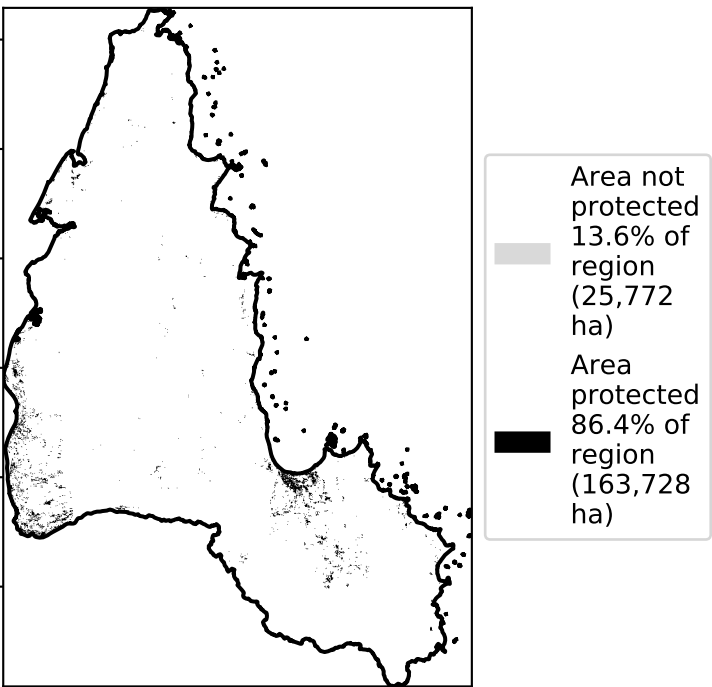 Area not
protected
13.6% of
region
(25,772
ha)
Area
protected
86.4% of
region
(163,728
ha)